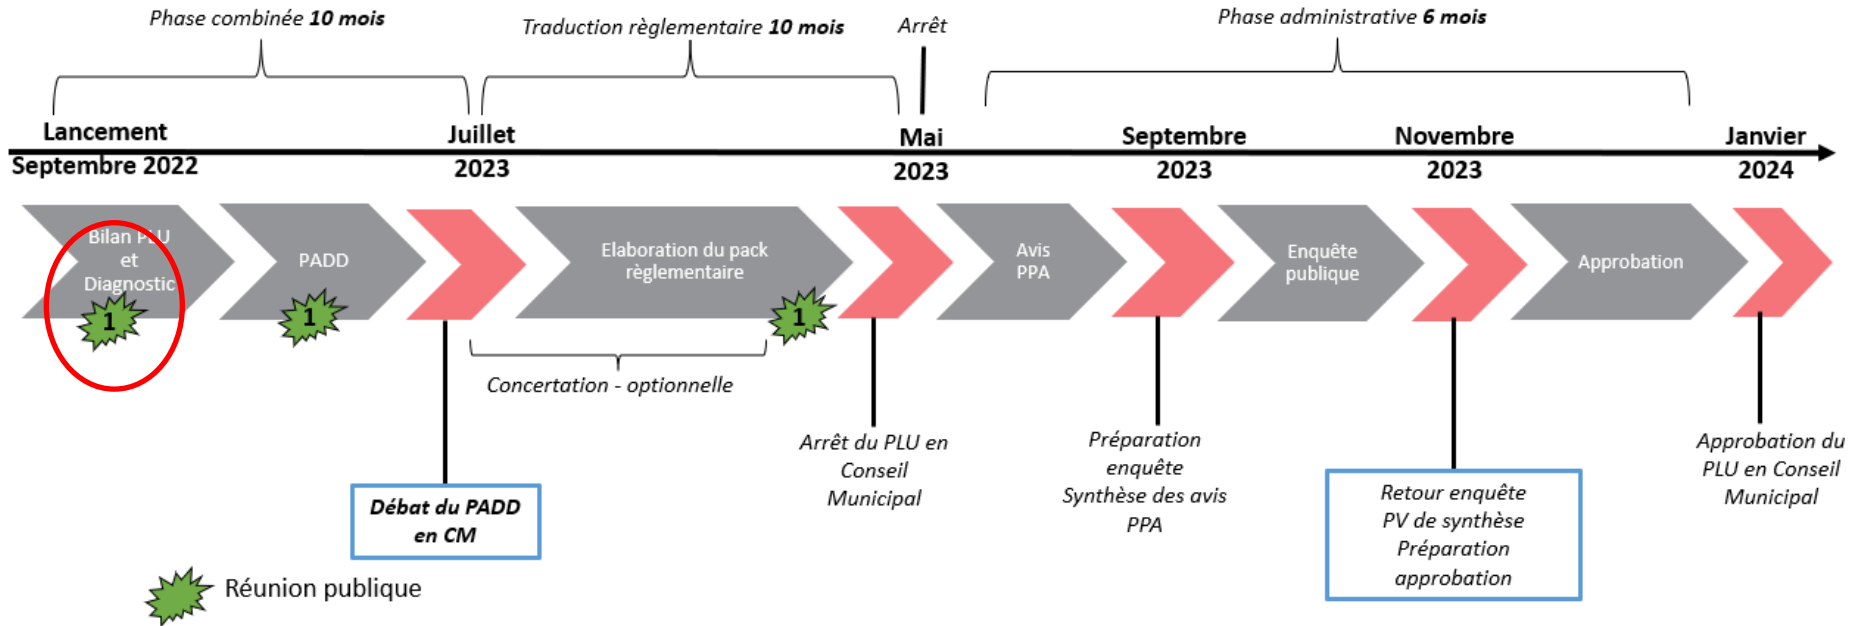 Phase combinée 10 mois
Traduction règlementaire 10 mois
Arrêt
Phase administrative 6 mois
Lancement
Septembre 2022
Juillet
2023
Mai
2023
Septembre
2023
Novembre
2023
Janvier
2024
Bilan PLU
et
Diagnostic
1
PADD
1
Elaboration du pack
règlementaire
1
Avis
PPA
Enquête
publique
Approbation
Concertation - optionnelle
Débat du PADD
en CM
Arrêt du PLU en
Conseil
Municipal
Préparation
enquête
Synthèse des avis
PPA
Retour enquête
PV de synthèse
Préparation
approbation
Approbation du
PLU en Conseil
Municipal
Réunion publique